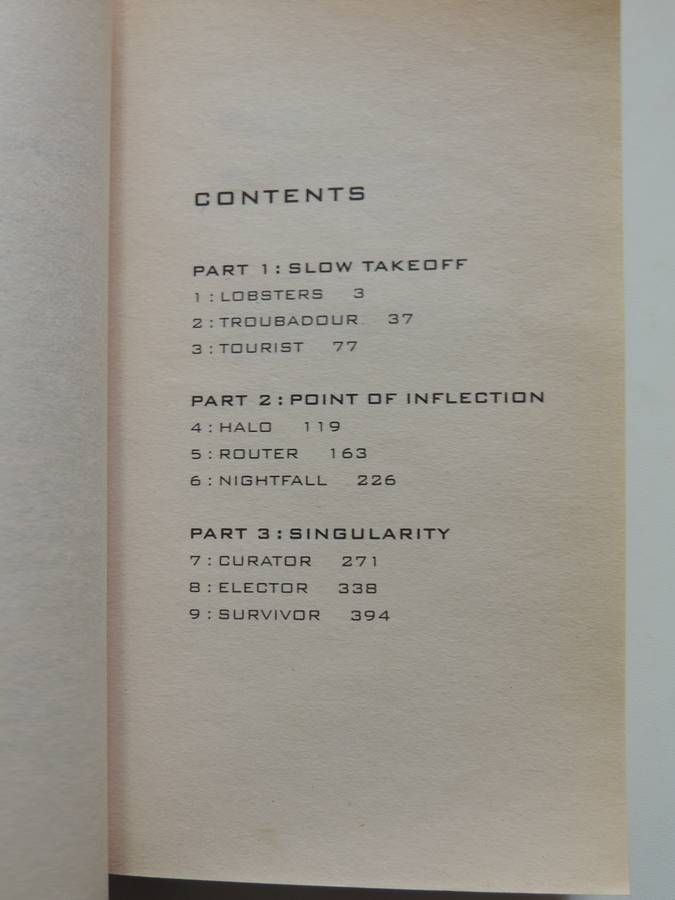 CONTENTS
PART 1: SLOW TAKEOFF
1: LOBSTERS 3
2: TROUBADOUR 37
3: TOURIST 77
PART 2: POINT OF INFLECTION
4: HALO 119
5: ROUTER 163
6: NIGHTFALL 226
PART 3: SINGULARITY
7: CURATOR 271
8: ELECTOR 338
9: SURVIVOR 394